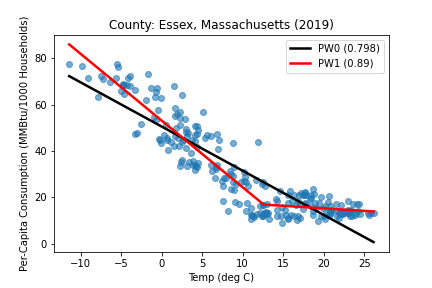 County: Essex, Massachusetts (2019)
PW0 (0.798)
PW1 (0.89)
Per-Capita Consumption (MMBtu/1000 Households)
80
60
40
20
0
−10 −5 0 5 10 15 20 25
Temp (deg C)